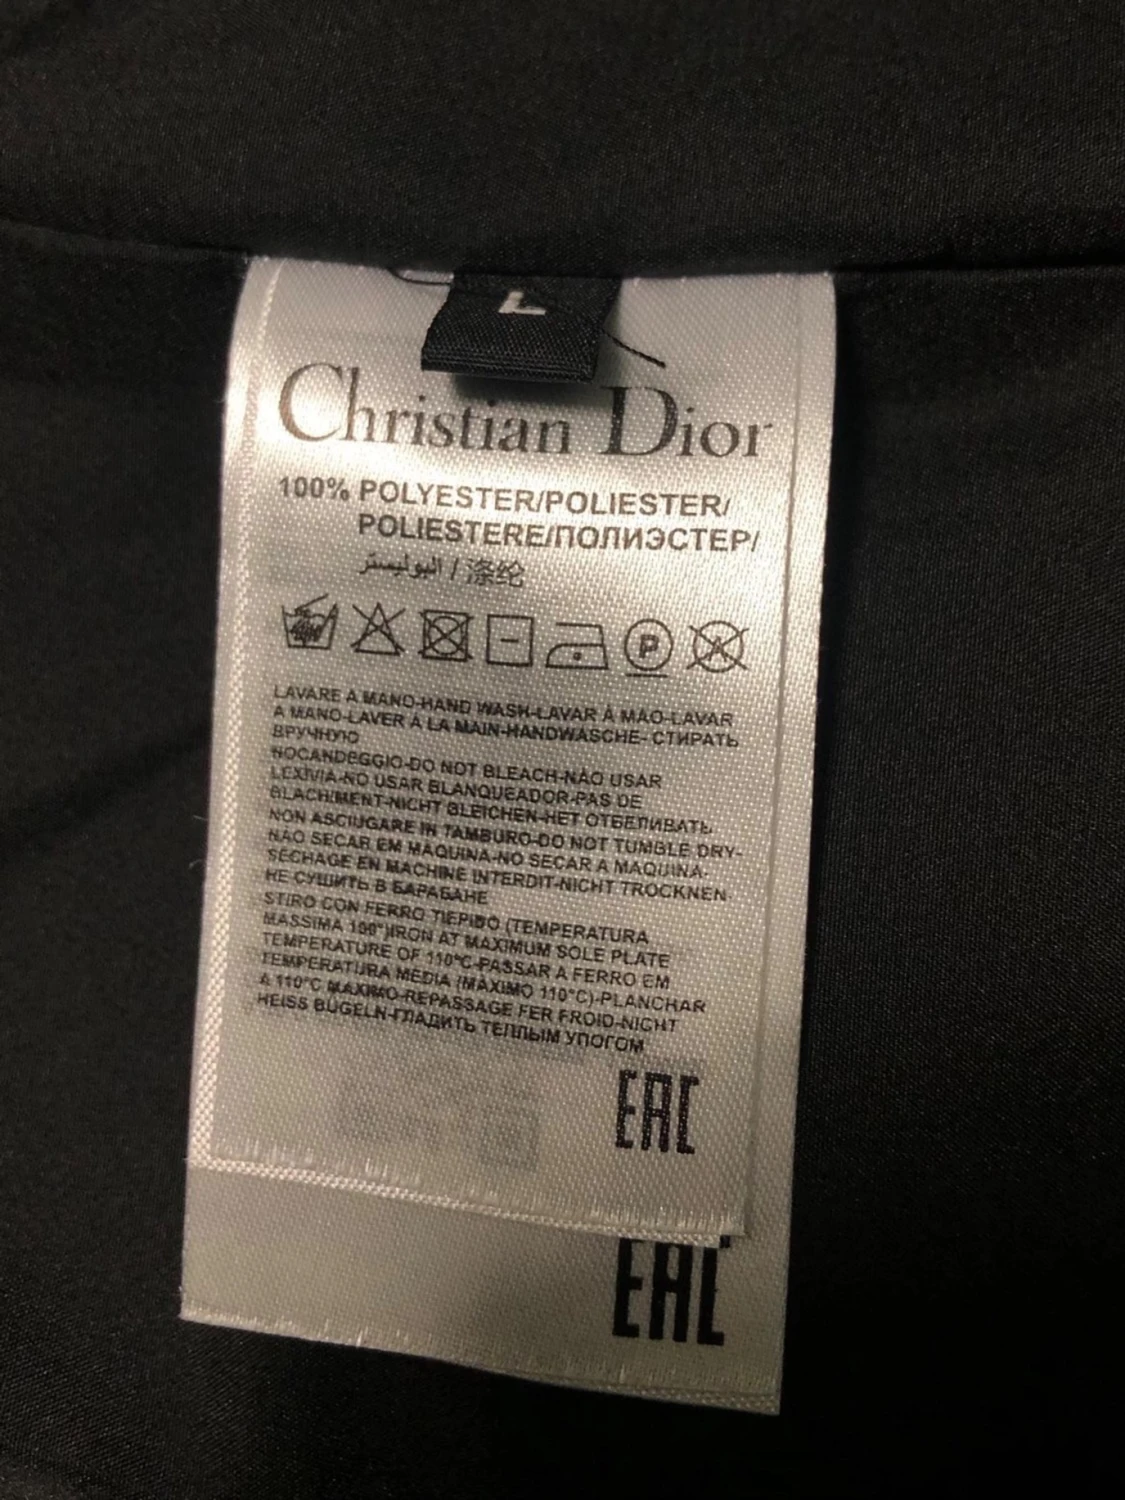 L
Christian Dior
100% POLYESTER/POLIESTER/
POLIESTERE/ПОЛИЭСТЕР/
البوليستر / 涤纶
P
A
LAVARE A MANO-HAND WASH-LAVAR À MÃO-LAVAR
A MANO-LAVER À LA MAIN-HANDWÄSCHE- СТИРАТЬ
ВРУЧНУЮ
NOCANDEGGIO-DO NOT BLEACH-NÃO USAR
LEXIVIA-NO USAR BLANQUEADOR-PAS DE
BLACHIMENT-NICHT BLEICHEN-НЕТ ОТБЕЛИВАТЬ
NON ASCIUGARE IN TAMBURO-DO NOT TUMBLE DRY-
NÃO SECAR EM MAQUINA-NO SECAR A MAQUINA-
SÉCHAGE EN MACHINE INTERDIT-NICHT TROCKNEN-
НЕ СУШИТЬ В БАРАБАНЕ
STIRO CON FERRO TIEPIDO (TEMPERATURA
MASSIMA 100°)IRON AT MAXIMUM SOLE PLATE
TEMPERATURE OF 110°C-PASSAR A FERRO EM
TEMPERATURA MÉDIA (MÀXIMO 110°C)-PLANCHAR
A 110°C MAXIMO-REPASSAGE FER FROID-NICHT
HEISS BÜGELN-ГЛАДИТЬ ТЕПЛЫМ УПОГОМ
EAC
EAC